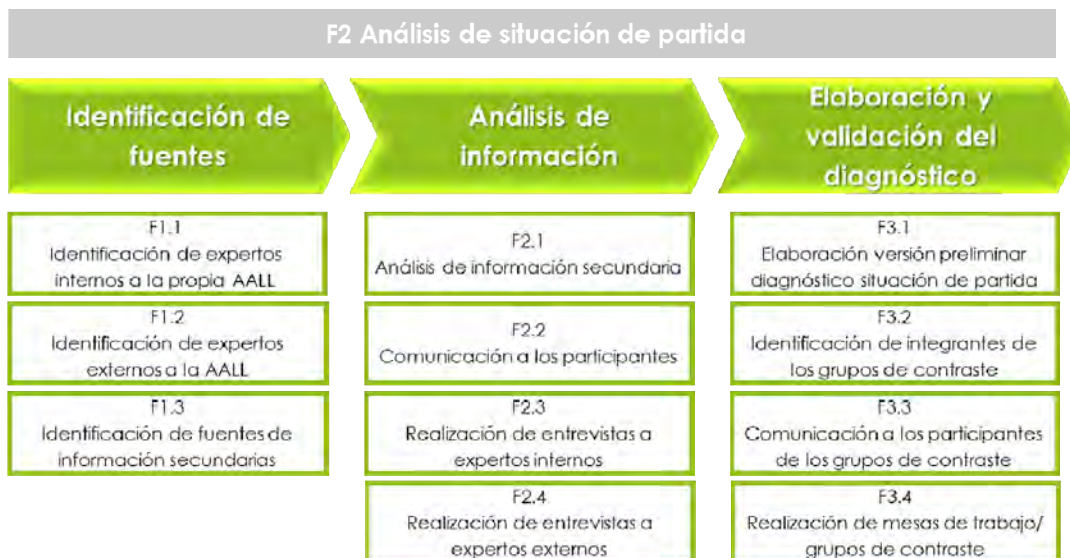 F2 Análisis de situación de partida
Identificación de
fuentes
Análisis de
información
Elaboración y
validación del
diagnóstico
F1.1
Identificación de expertos
internos a la propia AALL
F1.2
Identificación de expertos
externos a la AALL
F1.3
Identificación de fuentes de
información secundarias
F2.1
Análisis de información secundaria
F2.2
Comunicación a los participantes
F2.3
Realización de entrevistas a
expertos internos
F2.4
Realización de entrevistas a
expertos externos
F3.1
Elaboración versión preliminar
diagnóstico situación de partida
F3.2
Identificación de integrantes de
los grupos de contraste
F3.3
Comunicación a los participantes
de los grupos de contraste
F3.4
Realización de mesas de trabajo/
grupos de contraste